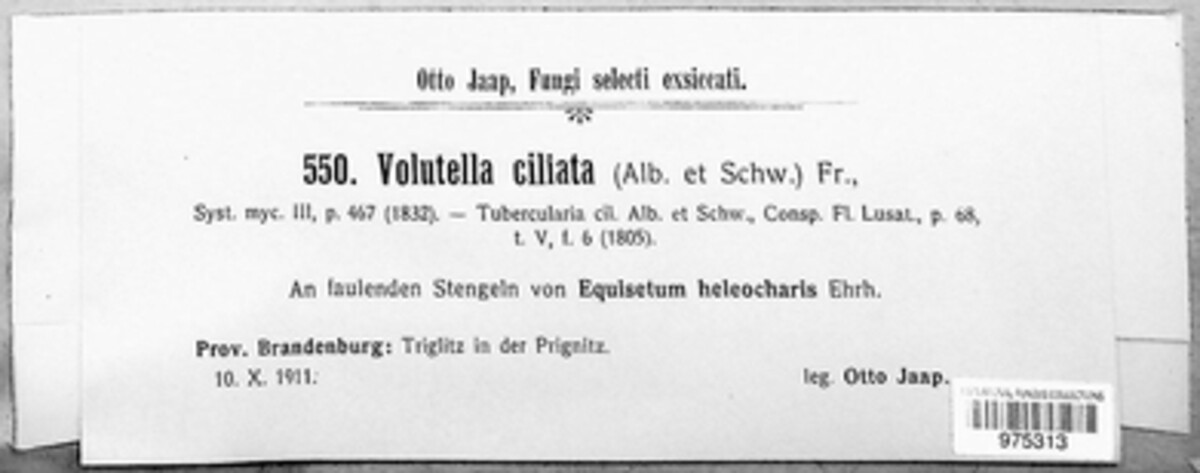 Otto Jaap, Fungi selecti exsiccati.
550. Volutella ciliata (Alb. et Schw.) Fr.,
Syst. myc. III, p. 467 (1832). — Tubercularia cil. Alb. et Schw., Consp. Fl. Lusat., p. 68,
t. V, f. 6 (1805).
An faulenden Stengeln von Equisetum heleocharis Ehrh.
Prov. Brandenburg: Triglitz in der Prignitz.
10. X. 1911.
leg. Otto Jaap.
975313